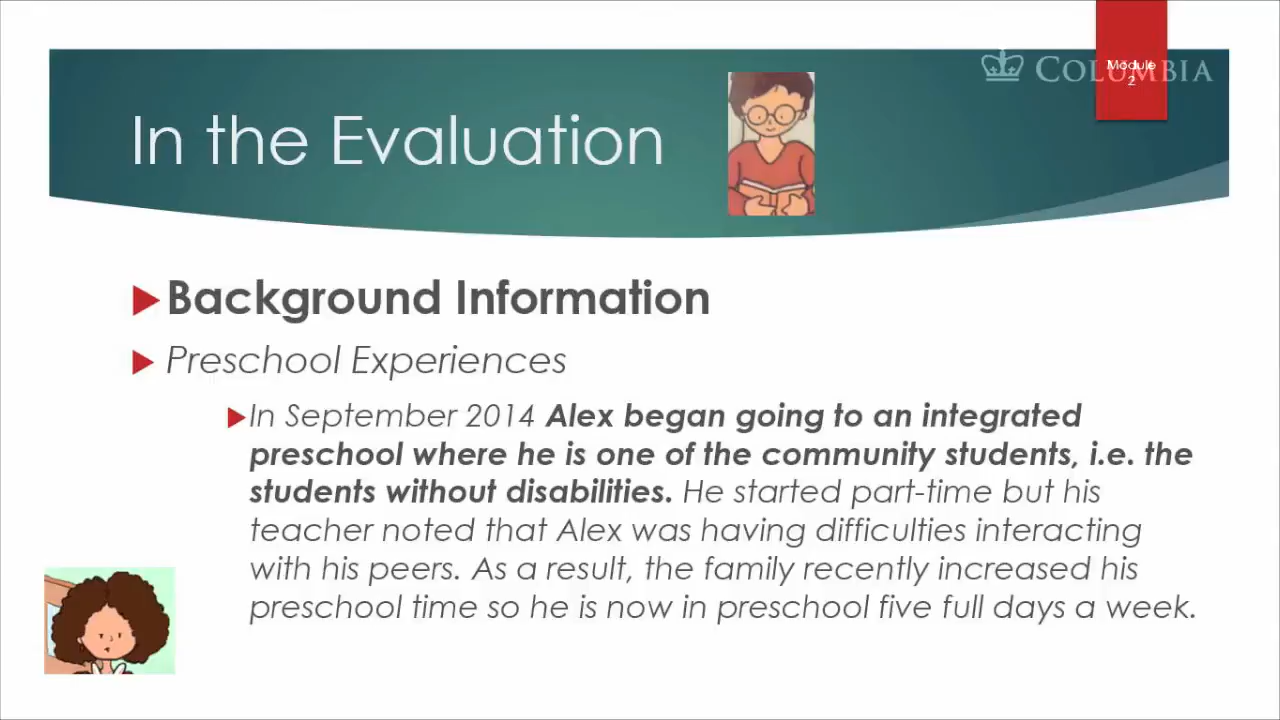 COLUMBIA
Module
2
In the Evaluation
Background Information
Preschool Experiences
In September 2014 Alex began going to an integrated
preschool where he is one of the community students, i.e. the
students without disabilities. He started part-time but his
teacher noted that Alex was having difficulties interacting
with his peers. As a result, the family recently increased his
preschool time so he is now in preschool five full days a week.